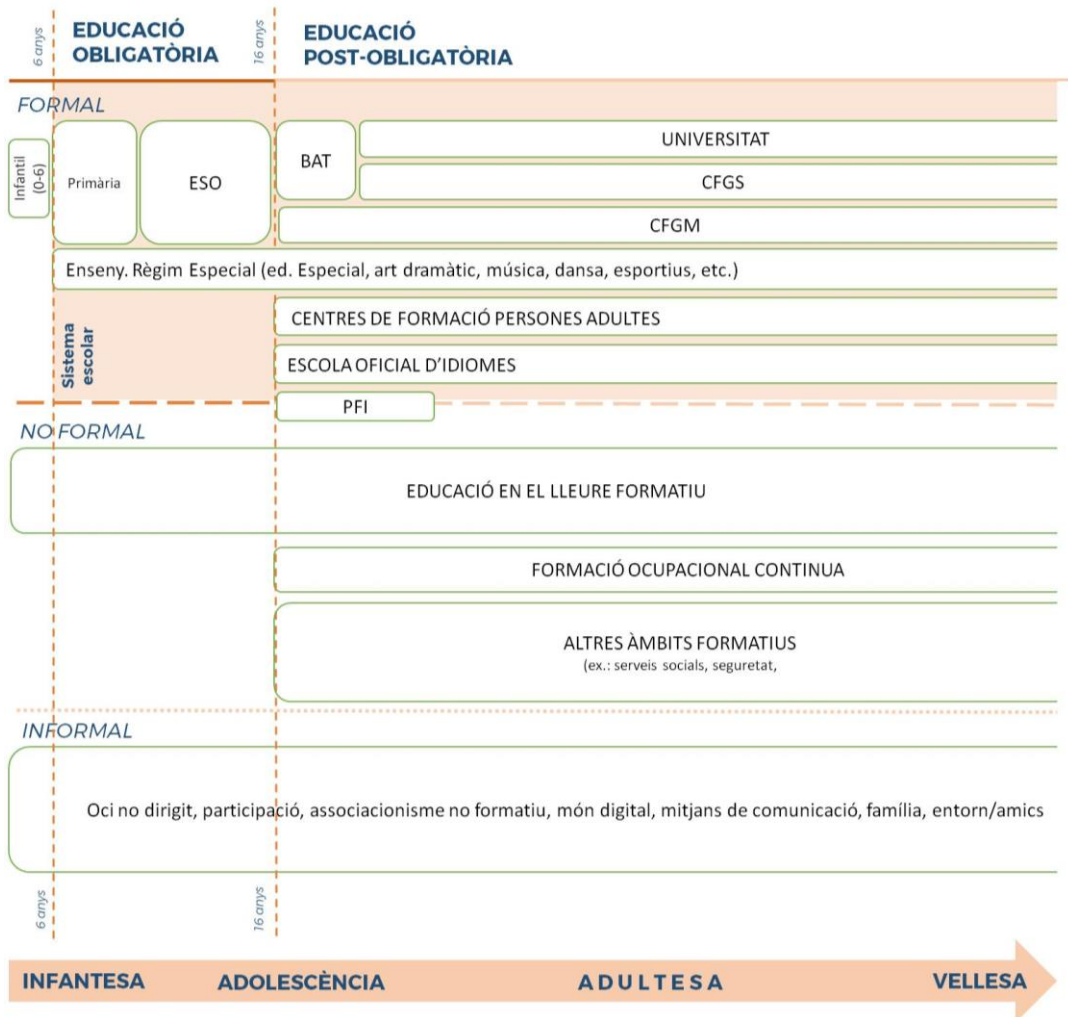 6 anys
EDUCACIÓ
OBLIGATÒRIA
16 anys
EDUCACIÓ
POST-OBLIGATÒRIA
FORMAL
Infantil
(0-6)
Primària
ESO
BAT
UNIVERSITAT
CFGS
CFGM
Enseny. Règim Especial (ed. Especial, art dramàtic, música, dansa, esportius, etc.)
Sistema
escolar
CENTRES DE FORMACIÓ PERSONES ADULTES
ESCOLA OFICIAL D'IDIOMES
PFI
NO FORMAL
EDUCACIÓ EN EL LLEURE FORMATIU
FORMACIÓ OCUPACIONAL CONTINUA
ALTRES ÀMBITS FORMATIUS
(ex.: serveis socials, seguretat,
INFORMAL
Oci no dirigit, participació, associacionisme no formatiu, món digital, mitjans de comunicació, família, entorn/amics
6 anys
16 anys
INFANTESA
ADOLESCÈNCIA
ADULTESA
VELLESA